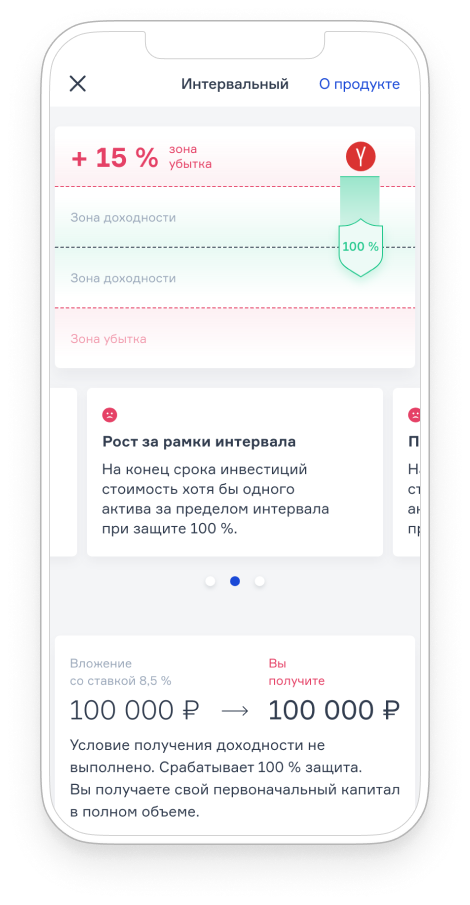 Интервальный
О продукте
+ 15 % зона
убытка
Y
Зона доходности
100 %
Зона доходности
Зона убытка
Рост за рамки интервала
На конец срока инвестиций
стоимость хотя бы одного
актива за пределом интервала
при защите 100 %.
Вложение
со ставкой 8,5 %
Вы
получите
100 000 ₽ → 100 000 ₽
Условие получения доходности не
выполнено. Срабатывает 100 % защита.
Вы получаете свой первоначальный капитал
в полном объеме.